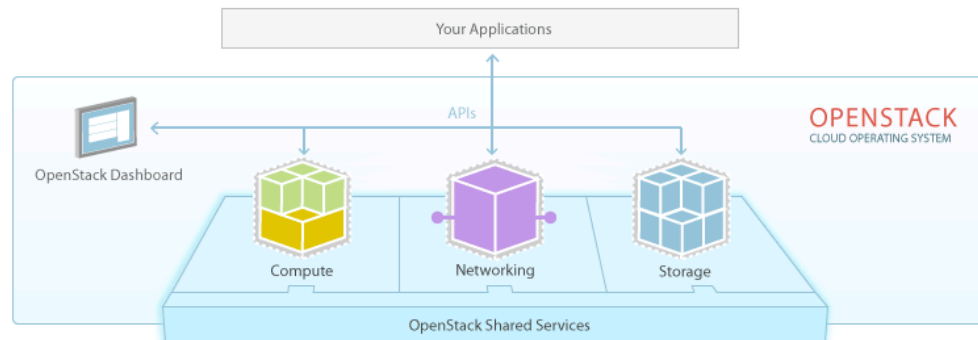 Your Applications
APIs
OPENSTACK
CLOUD OPERATING SYSTEM
OpenStack Dashboard
Compute
Networking
Storage
OpenStack Shared Services